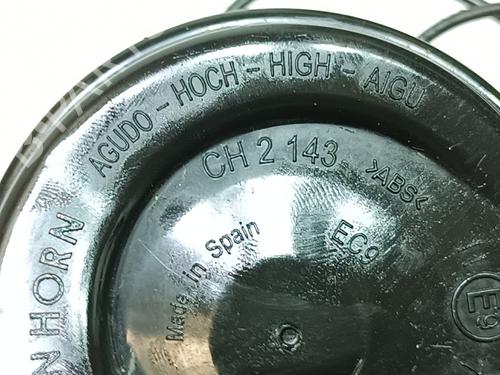 AGUDO - HOCH - HIGH - AIGU
N HORN
CH 2 143
>ABS<
Made in Spain
EC9
E9